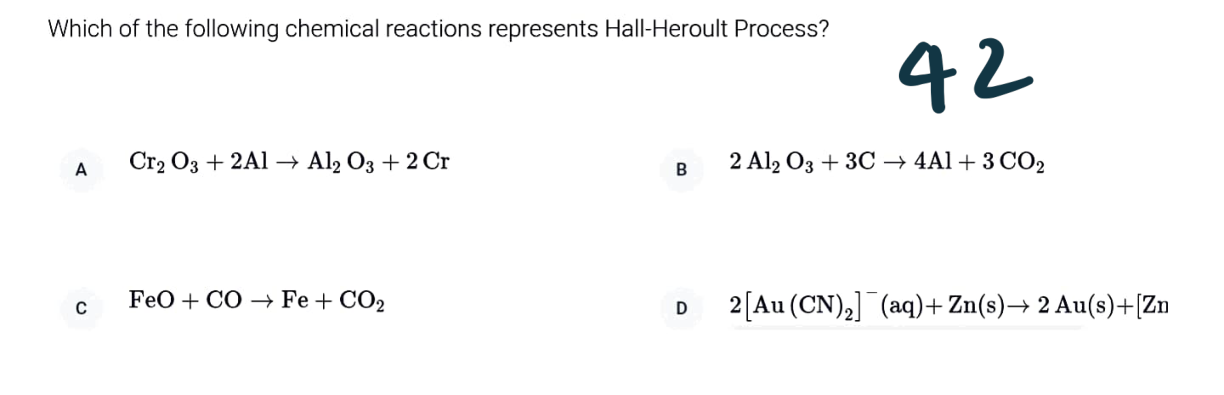 Which of the following chemical reactions represents Hall-Heroult Process?
42
A Cr₂ O₃ + 2Al → Al₂ O₃ + 2 Cr
B 2 Al₂ O₃ + 3C → 4Al + 3 CO₂
C FeO + CO → Fe + CO₂
D 2[Au (CN)₂]⁻ (aq)+ Zn(s)→ 2 Au(s)+[Zn